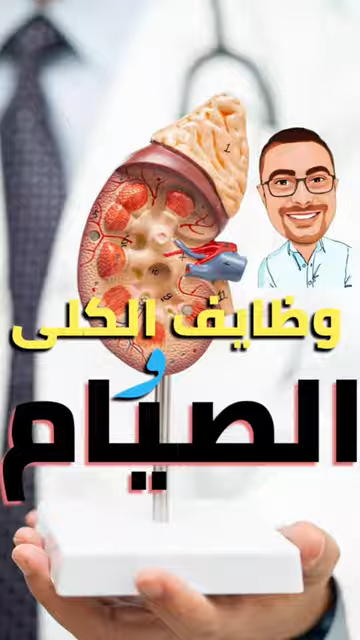 وظايف الكلى
و
الصيام